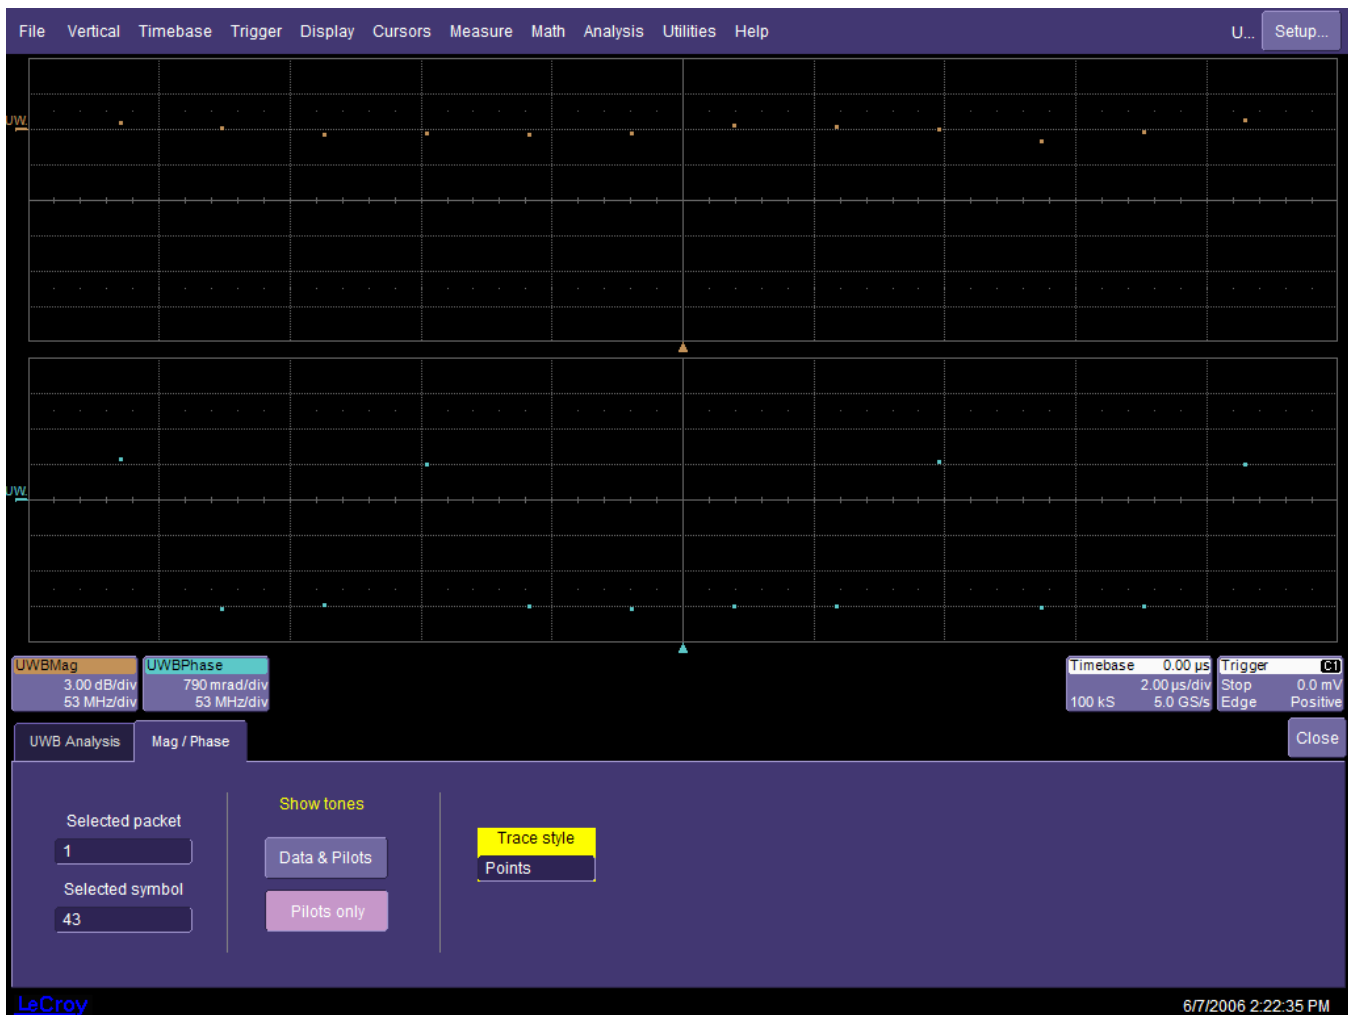 File Vertical Timebase Trigger Display Cursors Measure Math Analysis Utilities Help U... Setup...
UW.
UW.
UWBMag
3.00 dB/div
53 MHz/div
UWBPhase
790 mrad/div
53 MHz/div
Timebase 0.00 µs
2.00 µs/div
100 kS 5.0 GS/s
Trigger C1
Stop 0.0 mV
Edge Positive
UWB Analysis Mag / Phase Close
Selected packet
1
Selected symbol
43
Show tones
Data & Pilots
Pilots only
Trace style
Points
LeCroy 6/7/2006 2:22:35 PM